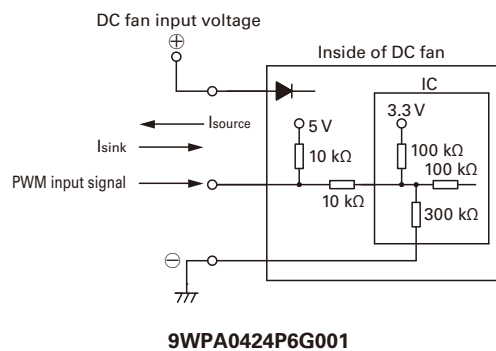 DC fan input voltage
⊕
Inside of DC fan
IC
Isource
5 V
3.3 V
Isink
10 kΩ
100 kΩ
100 kΩ
PWM input signal
10 kΩ
300 kΩ
⊖
9WPA0424P6G001